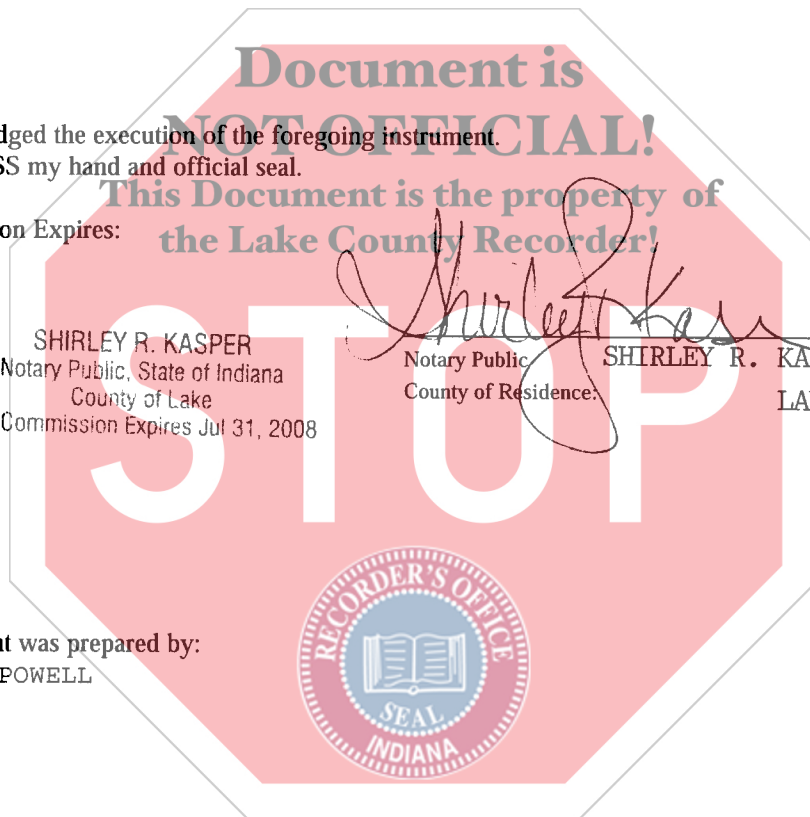 Document is
NOT OFFICIAL!
This Document is the property of
the Lake County Recorder!
dged the execution of the foregoing instrument.
SS my hand and official seal.
on Expires:
STOP
SHIRLEY R. KASPER
Notary Public, State of Indiana
County of Lake
Commission Expires Jul 31, 2008
Shirley R Kas
Notary Public SHIRLEY R. KA
County of Residence: LA
RECORDER'S OFFICE
SEAL
INDIANA
t was prepared by:
POWELL